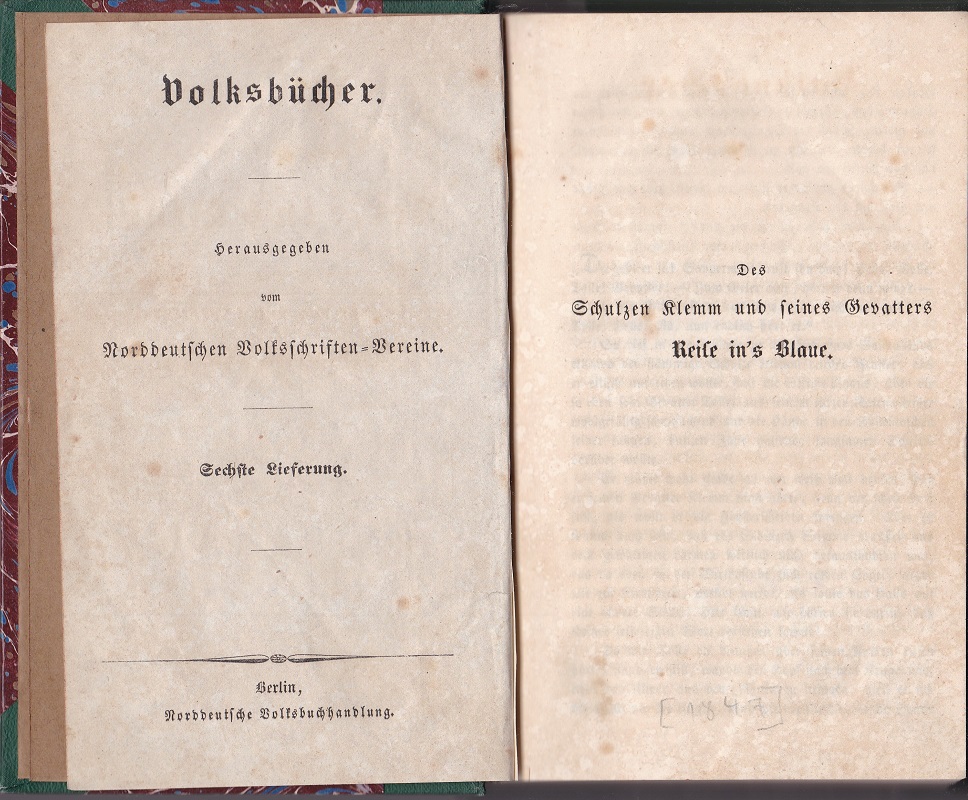 Volksbücher.
Herausgegeben
vom
Norddeutschen Volksschriften=Vereine.
Sechste Lieferung.
Berlin,
Norddeutsche Volksbuchhandlung.
Des
Schulzen Klemm und seines Gevatters
Reise in's Blaue.
[1847]